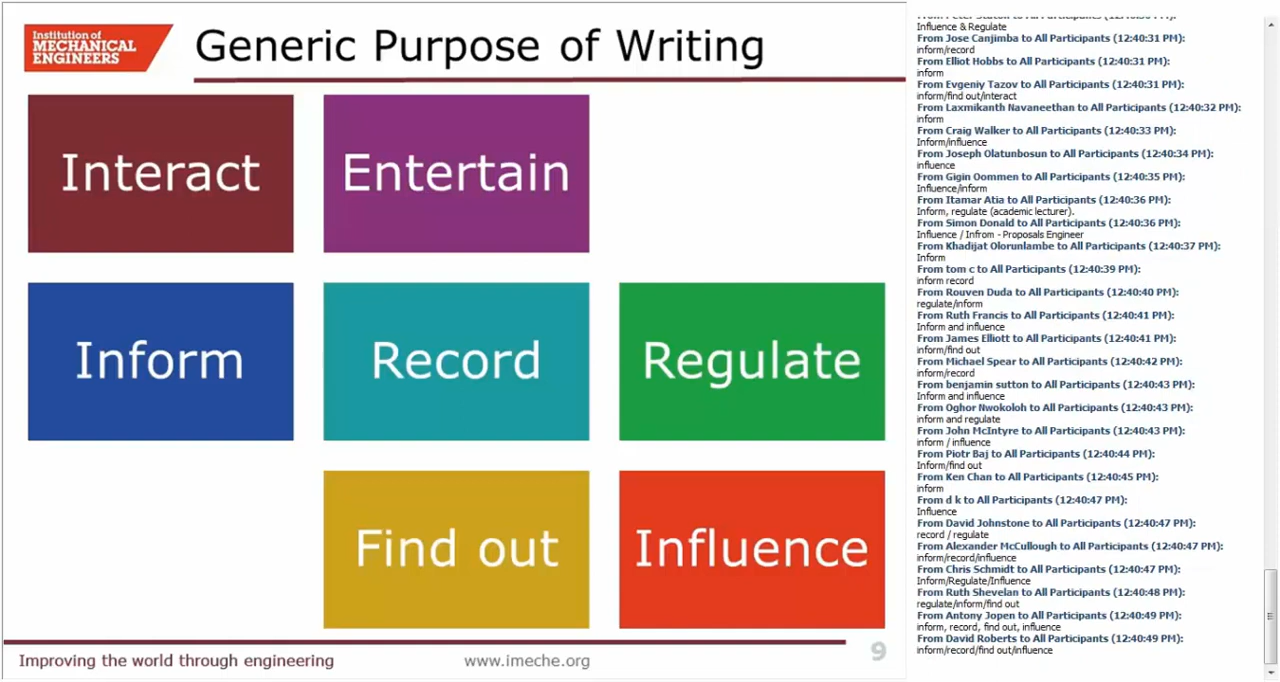 Institution of
MECHANICAL
ENGINEERS
Generic Purpose of Writing
Interact
Entertain
Inform
Record
Regulate
Find out
Influence
Improving the world through engineering
www.imeche.org
9
Influence & Regulate
From Jose Canjimba to All Participants (12:40:31 PM):
inform/record
From Elliot Hobbs to All Participants (12:40:31 PM):
inform
From Evgeniy Tazov to All Participants (12:40:31 PM):
inform/find out/interact
From Laxmikanth Navaneethan to All Participants (12:40:32 PM):
inform
From Craig Walker to All Participants (12:40:33 PM):
Inform/influence
From Joseph Olatunbosun to All Participants (12:40:34 PM):
influence
From Gigin Oommen to All Participants (12:40:35 PM):
Influence/inform
From Itamar Atia to All Participants (12:40:36 PM):
Inform, regulate (academic lecturer).
From Simon Donald to All Participants (12:40:36 PM):
Influence / Infrom - Proposals Engineer
From Khadijat Olorunlambe to All Participants (12:40:37 PM):
Inform
From tom c to All Participants (12:40:39 PM):
inform record
From Rouven Duda to All Participants (12:40:40 PM):
regulate/inform
From Ruth Francis to All Participants (12:40:41 PM):
Inform and influence
From James Elliott to All Participants (12:40:41 PM):
inform/find out
From Michael Spear to All Participants (12:40:42 PM):
inform/record
From benjamin sutton to All Participants (12:40:43 PM):
Inform and influence
From Oghor Nwokoloh to All Participants (12:40:43 PM):
inform and regulate
From John McIntyre to All Participants (12:40:43 PM):
inform / influence
From Piotr Baj to All Participants (12:40:44 PM):
Inform/find out
From Ken Chan to All Participants (12:40:45 PM):
inform
From d k to All Participants (12:40:47 PM):
Influence
From David Johnstone to All Participants (12:40:47 PM):
record / regulate
From Alexander McCullough to All Participants (12:40:47 PM):
inform/record/influence
From Chris Schmidt to All Participants (12:40:47 PM):
Inform/Regulate/Influence
From Ruth Shevelan to All Participants (12:40:48 PM):
regulate/inform/find out
From Antony Jopen to All Participants (12:40:49 PM):
inform, record, find out, influence
From David Roberts to All Participants (12:40:49 PM):
inform/record/find out/influence